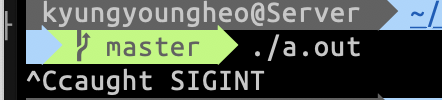 kyungyoungheo@Server ~/
master ./a.out
^Ccaught SIGINT